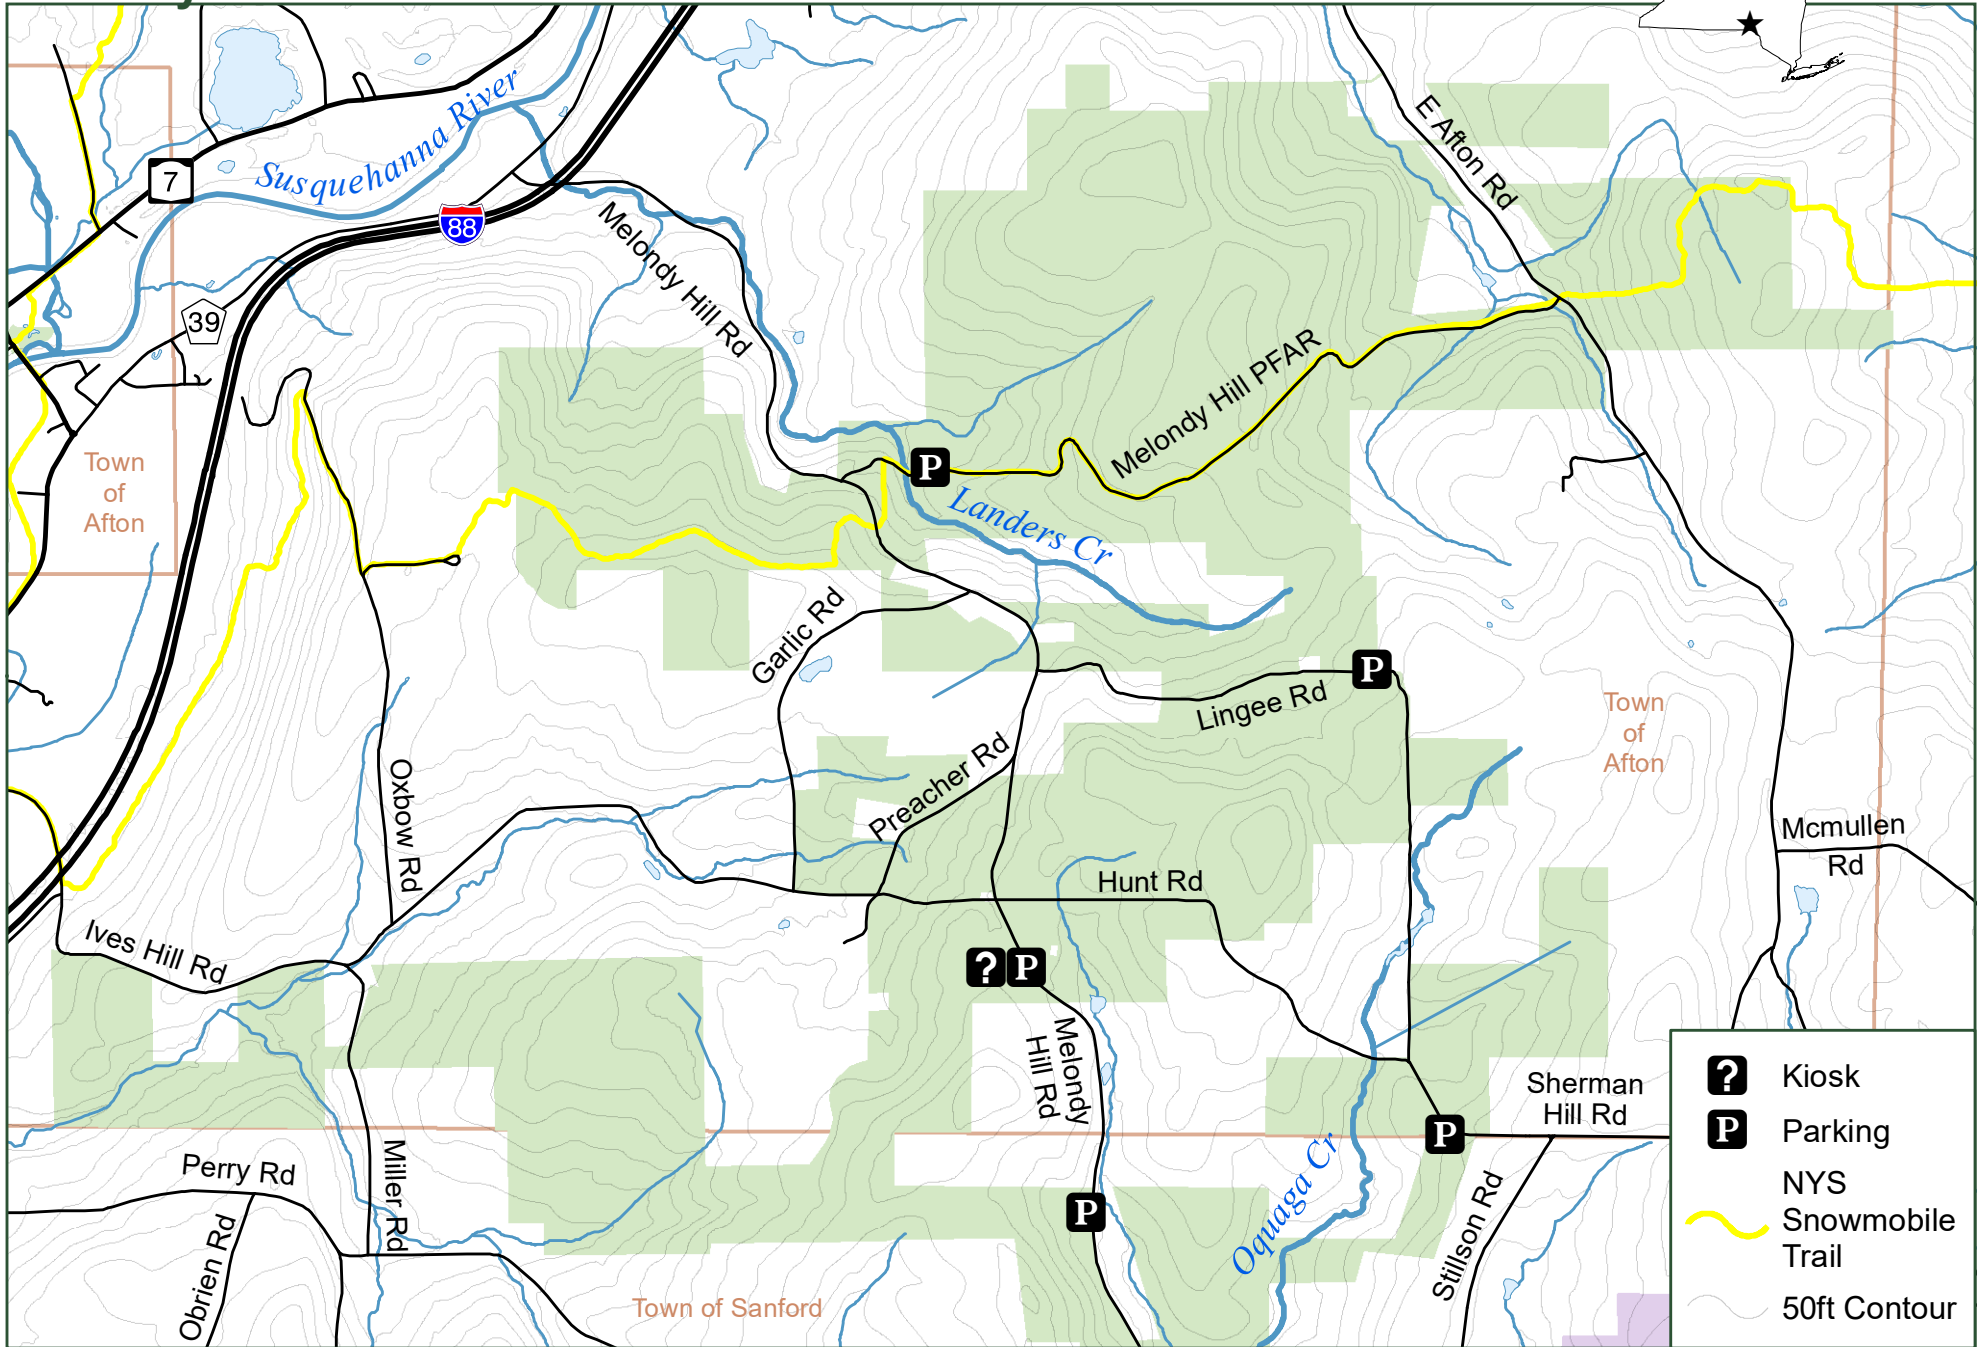 Susquehanna River
7
88
39
Melondy Hill Rd
E Afton Rd
Melondy Hill PFAR
P
Landers Cr
Town
of
Afton
Garlic Rd
P
Lingee Rd
Town
of
Afton
Oxbow Rd
Preacher Rd
Mcmullen
Rd
Hunt Rd
Ives Hill Rd
? P
Melondy
Hill Rd
Sherman
Hill Rd
P
Perry Rd
Miller Rd
Obrien Rd
P
Oquaga Cr
Stillson Rd
Town of Sanford
? Kiosk
P Parking
NYS
Snowmobile
Trail
50ft Contour